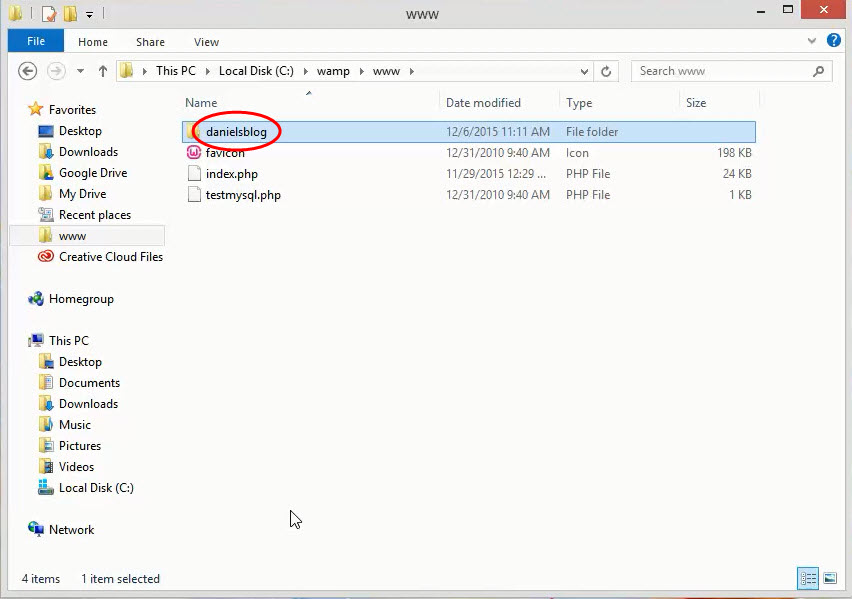 www
File Home Share View
This PC Local Disk (C:) wamp www Search www
Name Date modified Type Size
danielsblog 12/6/2015 11:11 AM File folder
favicon 12/31/2010 9:40 AM Icon 198 KB
index.php 11/29/2015 12:29 ... PHP File 24 KB
testmysql.php 12/31/2010 9:40 AM PHP File 1 KB
Favorites
Desktop
Downloads
Google Drive
My Drive
Recent places
www
Creative Cloud Files
Homegroup
This PC
Desktop
Documents
Downloads
Music
Pictures
Videos
Local Disk (C:)
Network
4 items 1 item selected